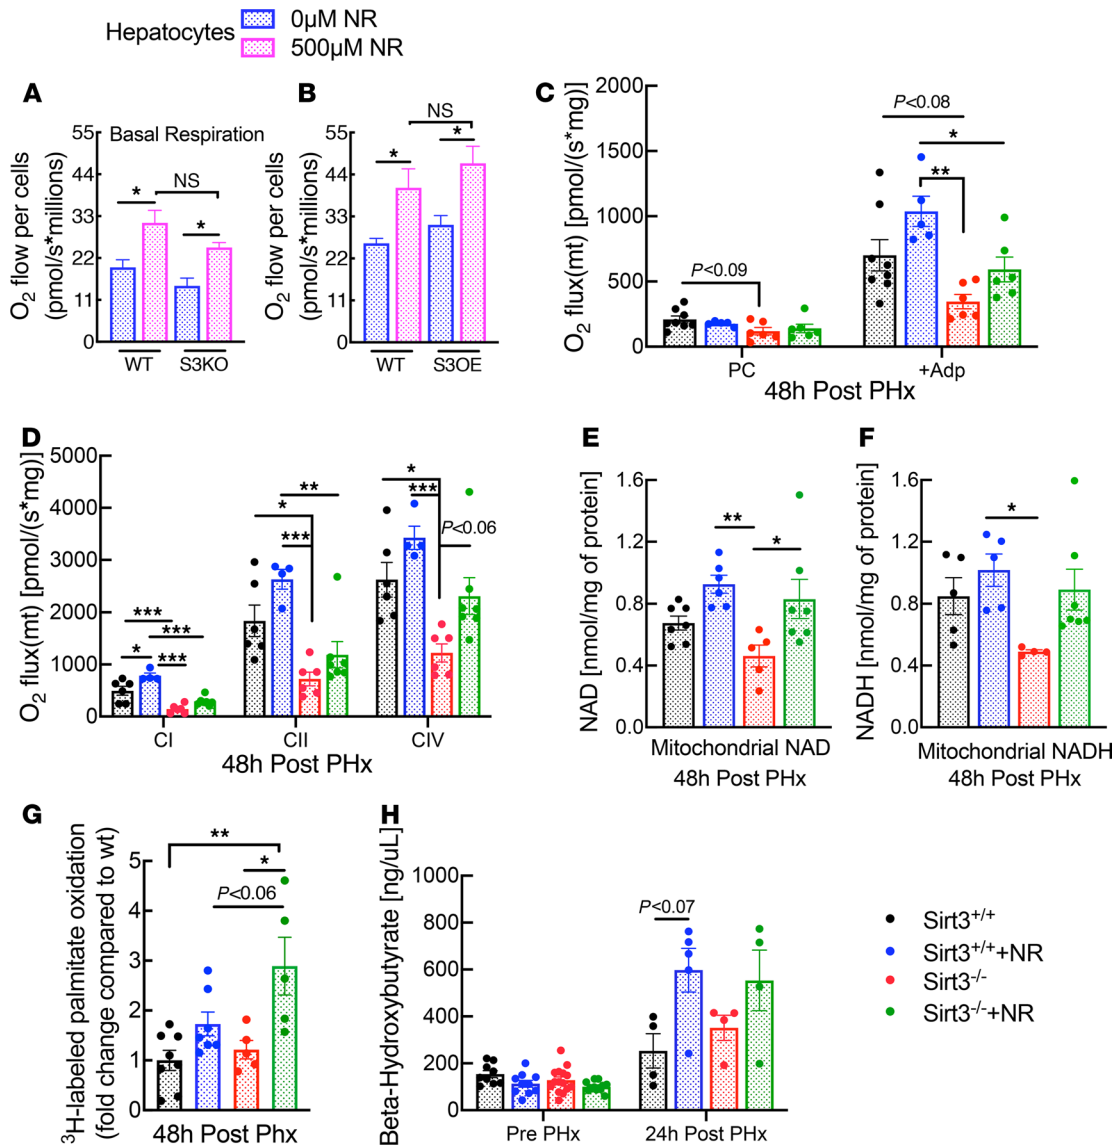 Hepatocytes
0μM NR
500μM NR
A
Basal Respiration
O2 flow per cells
(pmol/s*millions)
55
44
33
22
11
0
*
NS
*
WT
S3KO
B
O2 flow per cells
(pmol/s*millions)
55
44
33
22
11
0
*
NS
*
WT
S3OE
C
O2 flux(mt) [pmol/(s*mg)]
2000
1500
1000
500
0
P<0.09
P<0.08
*
**
PC
+Adp
48h Post PHx
D
O2 flux(mt) [pmol/(s*mg)]
5000
4000
3000
2000
1000
0
***
*
***
***
**
*
***
*
***
P<0.06
CI
CII
CIV
48h Post PHx
E
NAD [nmol/mg of protein]
1.6
1.2
0.8
0.4
0.0
**
*
Mitochondrial NAD
48h Post PHx
F
NADH [nmol/mg of protein]
1.6
1.2
0.8
0.4
0.0
*
Mitochondrial NADH
48h Post PHx
G
3H-labeled palmitate oxidation
(fold change compared to wt)
5
4
3
2
1
0
**
*
P<0.06
48h Post Phx
H
Beta-Hydroxybutyrate [ng/uL]
1000
800
600
400
200
0
P<0.07
Pre PHx
24h Post PHx
Sirt3+/+
Sirt3+/++NR
Sirt3-/-
Sirt3-/-+NR